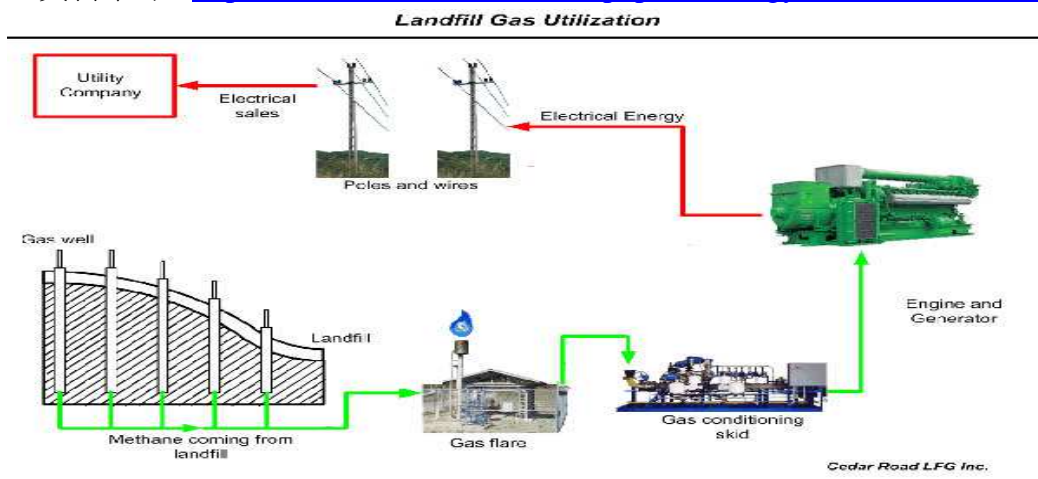 Landfill Gas Utilization
Utility
Company
Electrical
sales
Electrical Energy
Poles and wires
Gas well
Landfill
Engine and
Generator
Methane coming from
landfill
Gas flare
Gas conditioning
skid
Cedar Road LFG Inc.